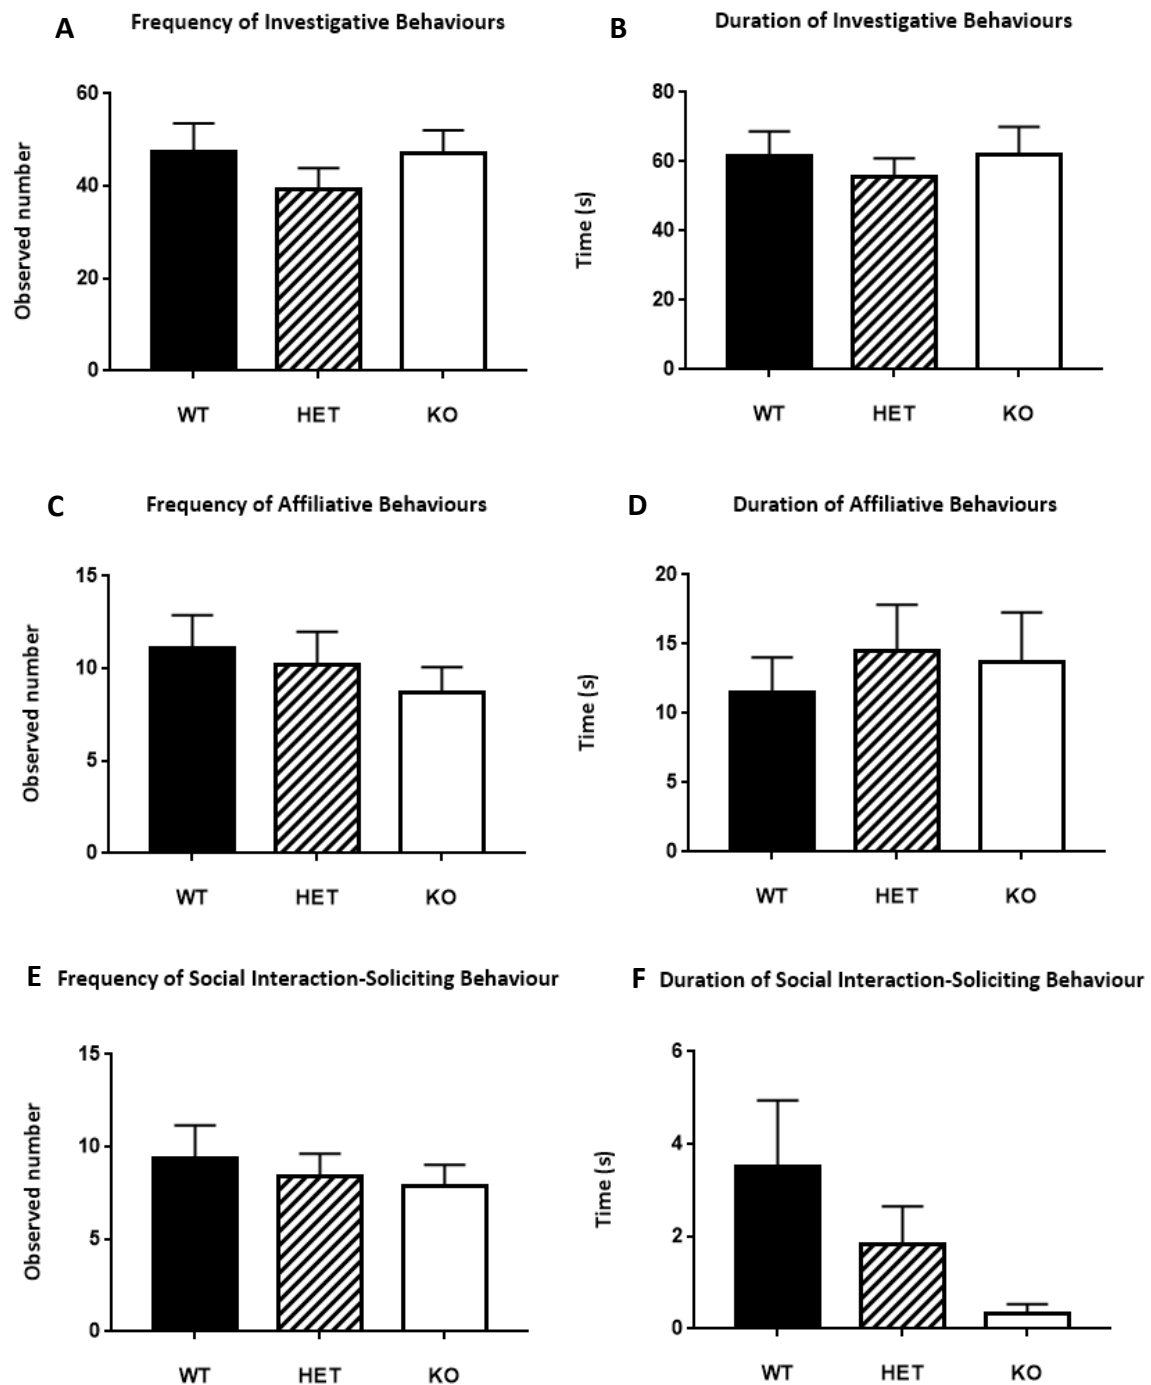 A Frequency of Investigative Behaviours
Observed number
60
40
20
0
WT HET KO
B Duration of Investigative Behaviours
Time (s)
80
60
40
20
0
WT HET KO
C Frequency of Affiliative Behaviours
Observed number
15
10
5
0
WT HET KO
D Duration of Affiliative Behaviours
Time (s)
20
15
10
5
0
WT HET KO
E Frequency of Social Interaction-Soliciting Behaviour
Observed number
15
10
5
0
WT HET KO
F Duration of Social Interaction-Soliciting Behaviour
Time (s)
6
4
2
0
WT HET KO